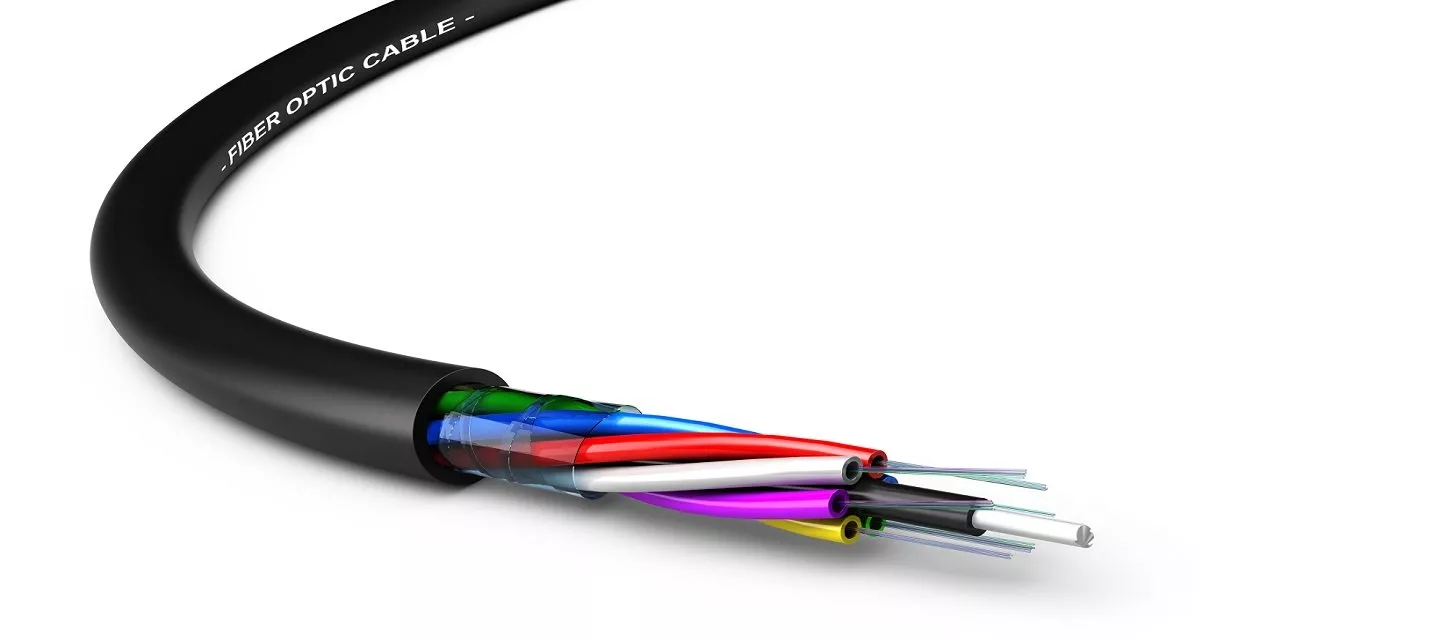 - FIBER OPTIC CABLE -